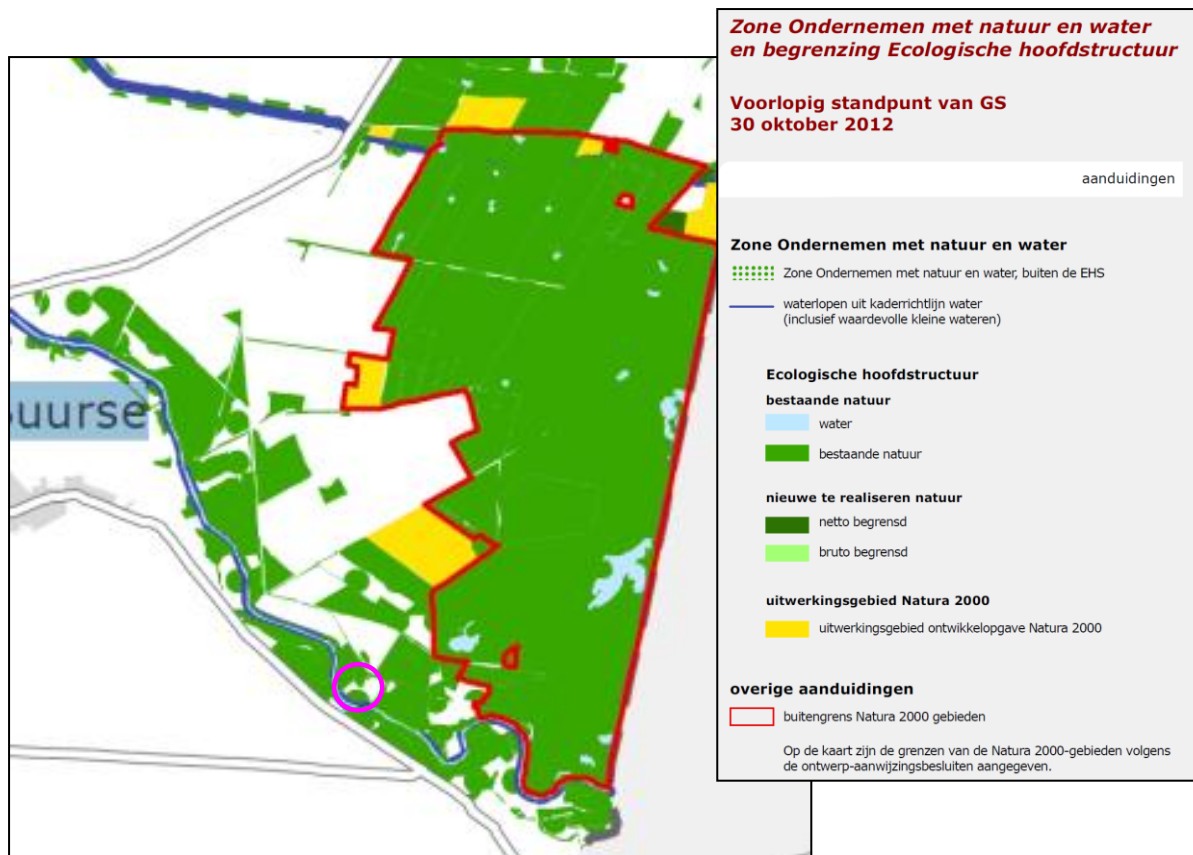 Zone Ondernemen met natuur en water
en begrenzing Ecologische hoofdstructuur
Voorlopig standpunt van GS
30 oktober 2012
aanduidingen
Zone Ondernemen met natuur en water
Zone Ondernemen met natuur en water, buiten de EHS
waterlopen uit kaderrichtlijn water
(inclusief waardevolle kleine wateren)
Ecologische hoofdstructuur
bestaande natuur
water
bestaande natuur
nieuwe te realiseren natuur
netto begrensd
bruto begrensd
uitwerkingsgebied Natura 2000
uitwerkingsgebied ontwikkelopgave Natura 2000
overige aanduidingen
buitengrens Natura 2000 gebieden
Op de kaart zijn de grenzen van de Natura 2000-gebieden volgens
de ontwerp-aanwijzingsbesluiten aangegeven.
uurse